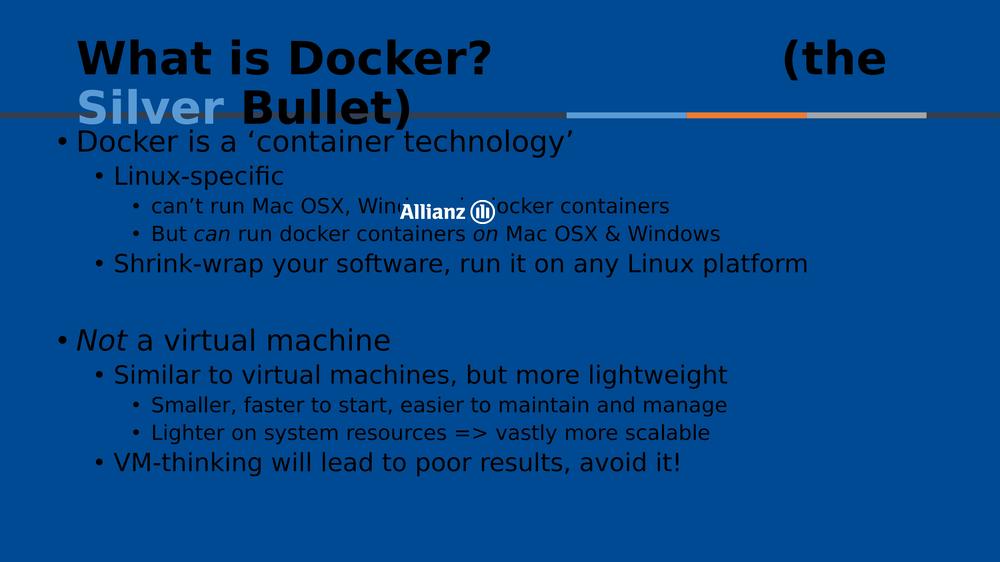 What is Docker? (the
Silver Bullet)
• Docker is a ‘container technology’
• Linux-specific
• can’t run Mac OSX, ocker containers
Allianz
• But can run docker containers on Mac OSX & Windows
• Shrink-wrap your software, run it on any Linux platform
• Not a virtual machine
• Similar to virtual machines, but more lightweight
• Smaller, faster to start, easier to maintain and manage
• Lighter on system resources => vastly more scalable
• VM-thinking will lead to poor results, avoid it!